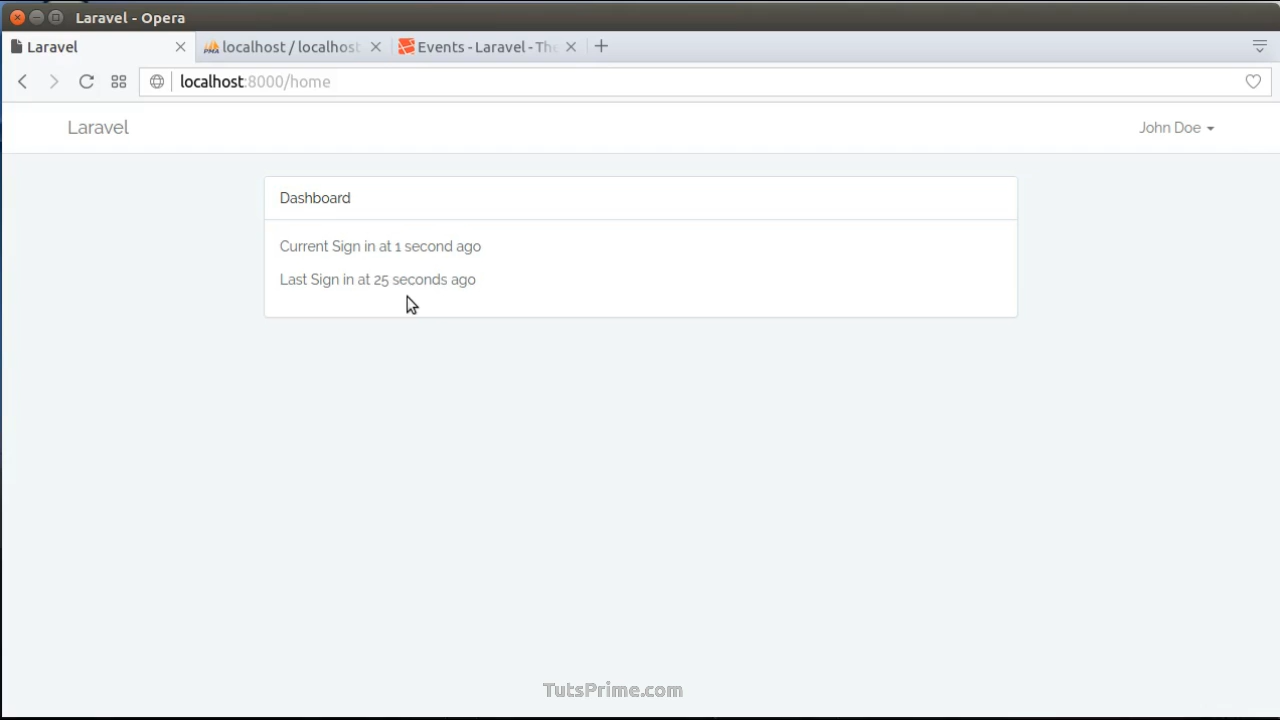 Laravel - Opera
Laravel
localhost / localhost
Events - Laravel - The
localhost:8000/home
Laravel
John Doe
Dashboard
Current Sign in at 1 second ago
Last Sign in at 25 seconds ago
TutsPrime.com